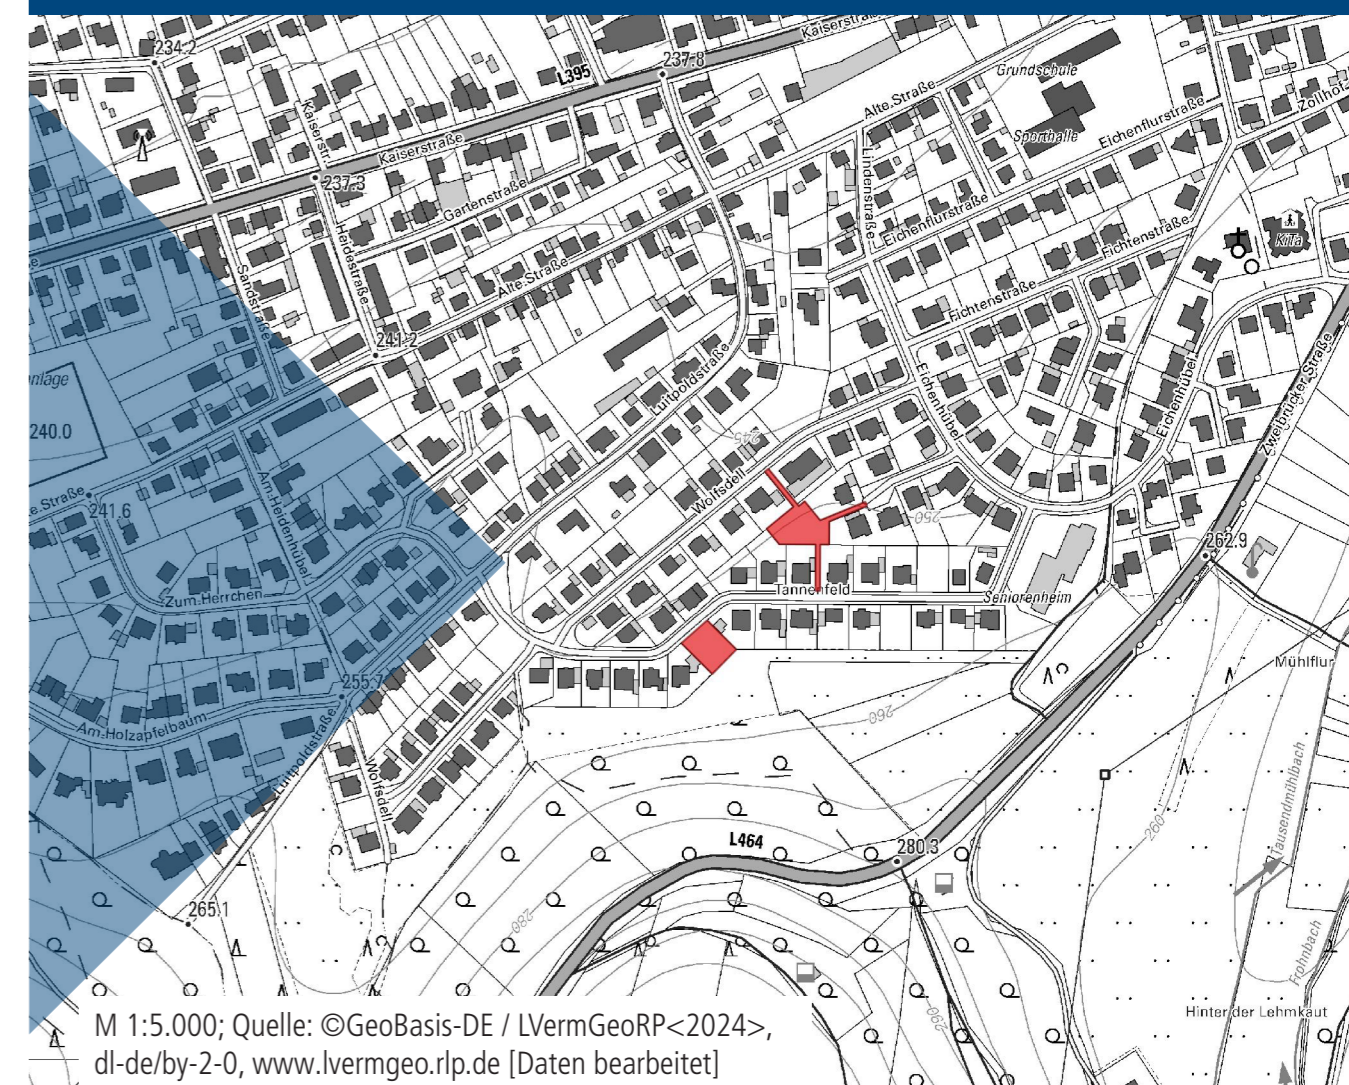 234.2
237.8
Kaiserstraß
L395
Grundschule
Alte Straße
Zollhof
Kaiserstr.
Sporthalle
Eichenflurstraße
Kaiserstraße
237.3
Lindenstraße
Gartenstraße
Eichenflurstraße
Fichtenstraße
KiTa
Heidestraße
Alte Straße
Sandstraße
Fichtenstraße
241.2
Luitpoldstraße
Eichenhübel
Eichenhübel
Zweibrücker Straße
anlage
240.0
245
Wolfsdell
e Straße
241.6
Am Heidenhübel
250
262.9
Zum Herrchen
Tannenfeld
Seniorenheim
Mühlflur
255.7
Am Holzapfelbaum
260
Luitpoldstraße
Wolfsdell
L464
280.3
260
Tausendmühlbach
265.1
280
Frohnbach
290
Hinter der Lehmkaut
M 1:5.000; Quelle: ©GeoBasis-DE / LVermGeoRP<2024>,
dl-de/by-2-0, www.lvermgeo.rlp.de [Daten bearbeitet]